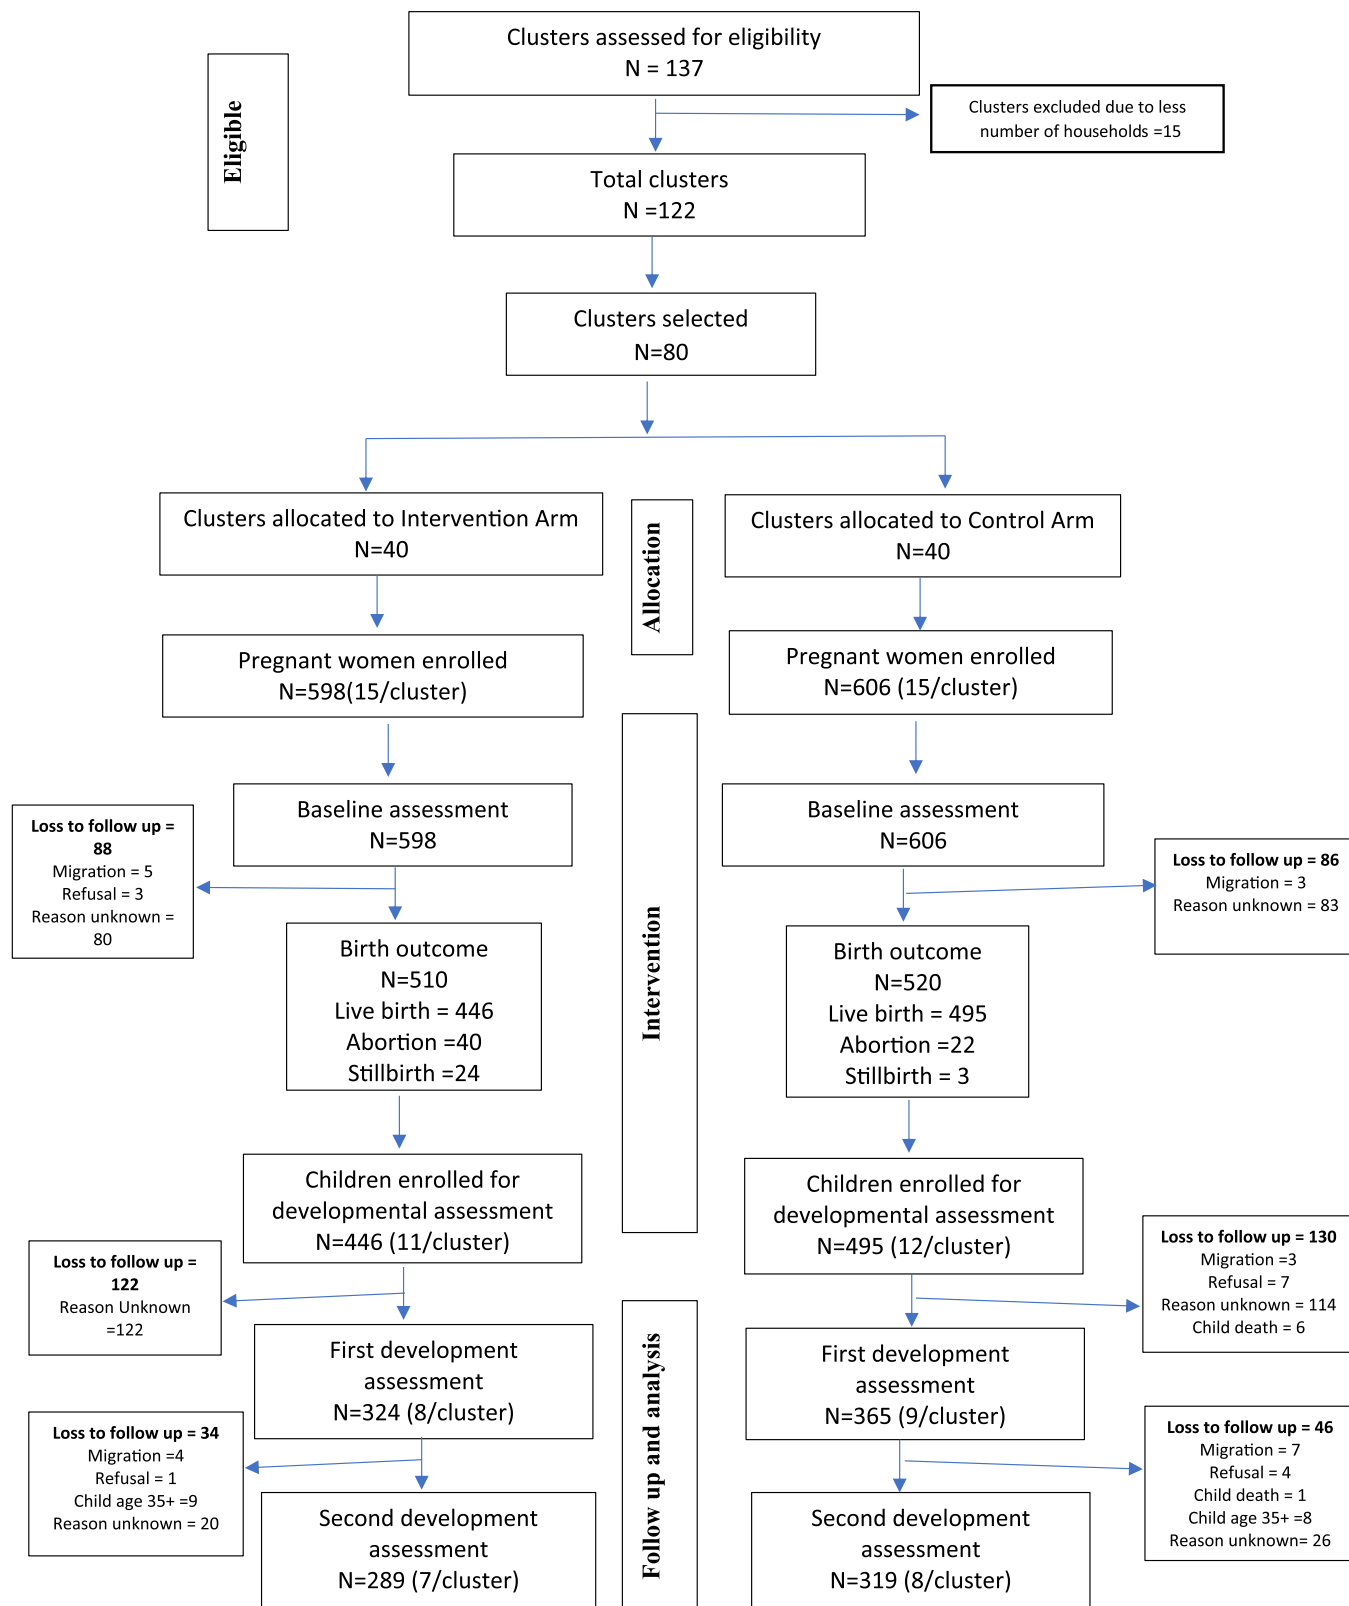 Clusters assessed for eligibility
N = 137
Eligible
Clusters excluded due to less
number of households =15
Total clusters
N =122
Clusters selected
N=80
Clusters allocated to Intervention Arm
N=40
Allocation
Clusters allocated to Control Arm
N=40
Pregnant women enrolled
N=598(15/cluster)
Pregnant women enrolled
N=606 (15/cluster)
Intervention
Baseline assessment
N=598
Baseline assessment
N=606
Loss to follow up =
88
Migration = 5
Refusal = 3
Reason unknown =
80
Loss to follow up = 86
Migration = 3
Reason unknown = 83
Birth outcome
N=510
Live birth = 446
Abortion =40
Stillbirth =24
Birth outcome
N=520
Live birth = 495
Abortion =22
Stillbirth = 3
Children enrolled for
developmental assessment
N=446 (11/cluster)
Children enrolled for
developmental assessment
N=495 (12/cluster)
Loss to follow up =
122
Reason Unknown
=122
Loss to follow up = 130
Migration =3
Refusal = 7
Reason unknown = 114
Child death = 6
Follow up and analysis
First development
assessment
N=324 (8/cluster)
First development
assessment
N=365 (9/cluster)
Loss to follow up = 34
Migration =4
Refusal = 1
Child age 35+ =9
Reason unknown = 20
Loss to follow up = 46
Migration = 7
Refusal = 4
Child death = 1
Child age 35+ =8
Reason unknown= 26
Second development
assessment
N=289 (7/cluster)
Second development
assessment
N=319 (8/cluster)